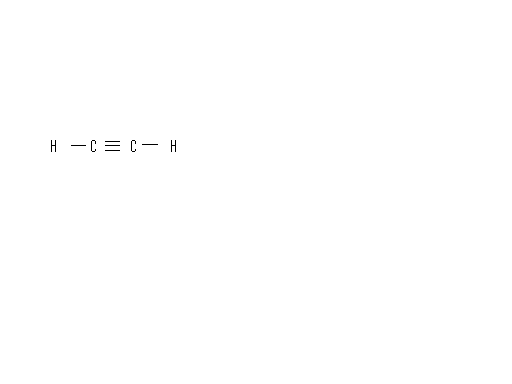 H — C ≡ C — H